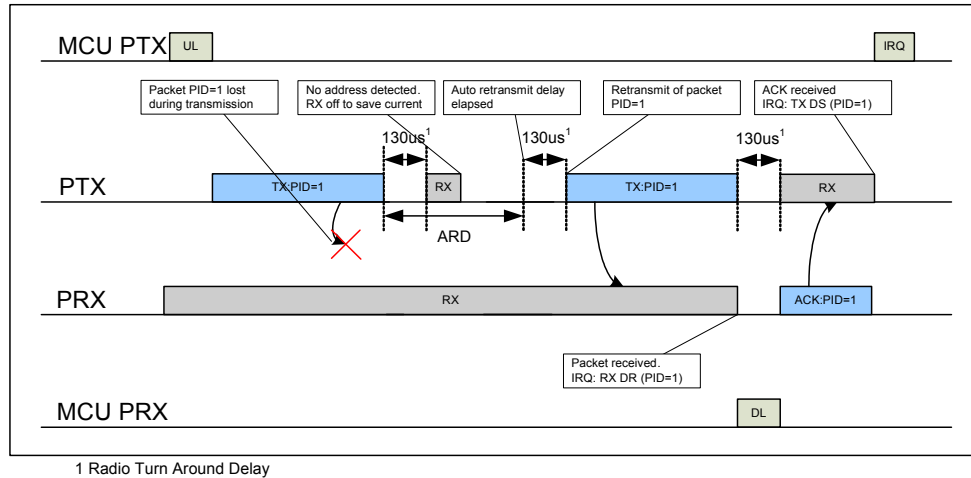 MCU PTX
UL
IRQ
Packet PID=1 lost
during transmission
No address detected.
RX off to save current
Auto retransmit delay
elapsed
Retransmit of packet
PID=1
ACK received
IRQ: TX DS (PID=1)
130us1
130us1
130us1
PTX
TX:PID=1
RX
TX:PID=1
RX
ARD
PRX
RX
ACK:PID=1
Packet received.
IRQ: RX DR (PID=1)
MCU PRX
DL
1 Radio Turn Around Delay